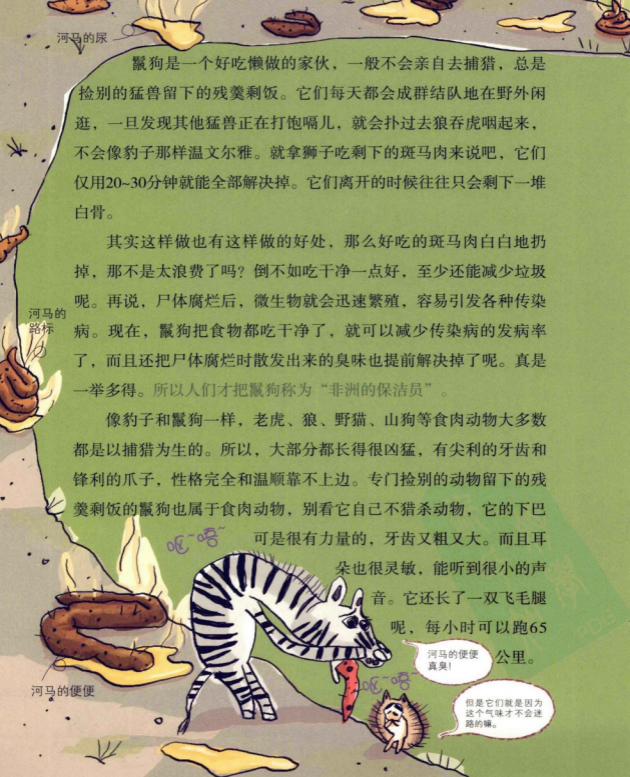 河马的尿
鬣狗是一个好吃懒做的家伙，一般不会亲自去捕猎，总是
捡别的猛兽留下的残羹剩饭。它们每天都会成群结队地在野外闲
逛，一旦发现其他猛兽正在打饱嗝儿，就会扑过去狼吞虎咽起来，
不会像豹子那样温文尔雅。就拿狮子吃剩下的斑马肉来说吧，它们
仅用20~30分钟就能全部解决掉。它们离开的时候往往只会剩下一堆
白骨。
其实这样做也有这样做的好处，那么好吃的斑马肉白白地扔
掉，那不是太浪费了吗？倒不如吃干净一点好，至少还能减少垃圾
呢。再说，尸体腐烂后，微生物就会迅速繁殖，容易引发各种传染
病。现在，鬣狗把食物都吃干净了，就可以减少传染病的发病率
了，而且还把尸体腐烂时散发出来的臭味也提前解决掉了呢。真是
一举多得。所以人们才把鬣狗称为“非洲的保洁员”。
河马的
路标
像豹子和鬣狗一样，老虎、狼、野猫、山狗等食肉动物大多数
都是以捕猎为生的。所以，大部分都长得很凶猛，有尖利的牙齿和
锋利的爪子，性格完全和温顺靠不上边。专门捡别的动物留下的残
羹剩饭的鬣狗也属于食肉动物，别看它自己不猎杀动物，它的下巴
可是很有力量的，牙齿又粗又大。而且耳
朵也很灵敏，能听到很小的声
音。它还长了一双飞毛腿
呢，每小时可以跑65
公里。
河马的便便
真臭！
河马的便便
但是它们就是因为
这个气味才不会迷
路的嘛。